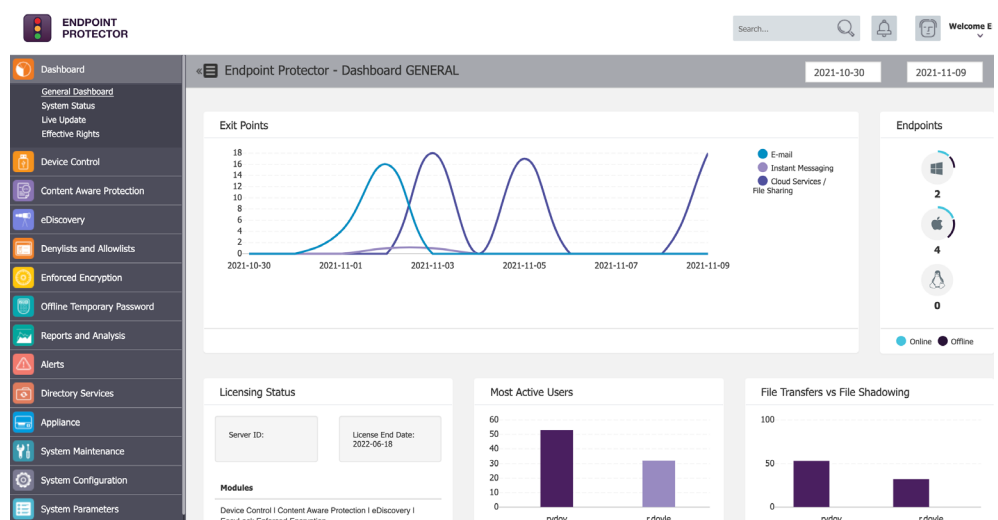 ENDPOINT
PROTECTOR
Search...
Welcome E
Dashboard
General Dashboard
System Status
Live Update
Effective Rights
Device Control
Content Aware Protection
eDiscovery
Denylists and Allowlists
Enforced Encryption
Offline Temporary Password
Reports and Analysis
Alerts
Directory Services
Appliance
System Maintenance
System Configuration
System Parameters
« Endpoint Protector - Dashboard GENERAL
2021-10-30
2021-11-09
Exit Points
18
16
14
12
10
8
6
4
2
0
2021-10-30
2021-11-01
2021-11-03
2021-11-05
2021-11-07
2021-11-09
E-mail
Instant Messaging
Cloud Services /
File Sharing
Endpoints
2
4
0
Online
Offline
Licensing Status
Server ID:
License End Date:
2022-06-18
Modules
Device Control I Content Aware Protection I eDiscovery I
Most Active Users
60
50
40
30
20
10
0
r.doyle
File Transfers vs File Shadowing
100
50
0
r.doyle